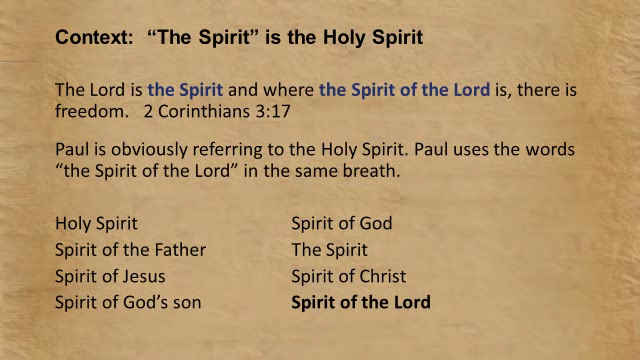 Context:  “The Spirit” is the Holy Spirit
The Lord is the Spirit and where the Spirit of the Lord is, there is
freedom.   2 Corinthians 3:17
Paul is obviously referring to the Holy Spirit. Paul uses the words
“the Spirit of the Lord” in the same breath.
Holy Spirit    Spirit of God
Spirit of the Father    The Spirit
Spirit of Jesus    Spirit of Christ
Spirit of God’s son    Spirit of the Lord